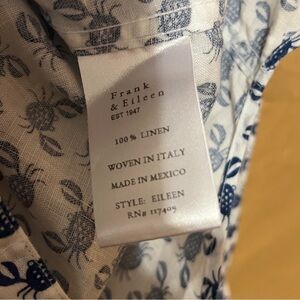 Frank
& Eileen
EST 1947
100% LINEN
WOVEN IN ITALY
MADE IN MEXICO
STYLE: EILEEN
RN# 117405